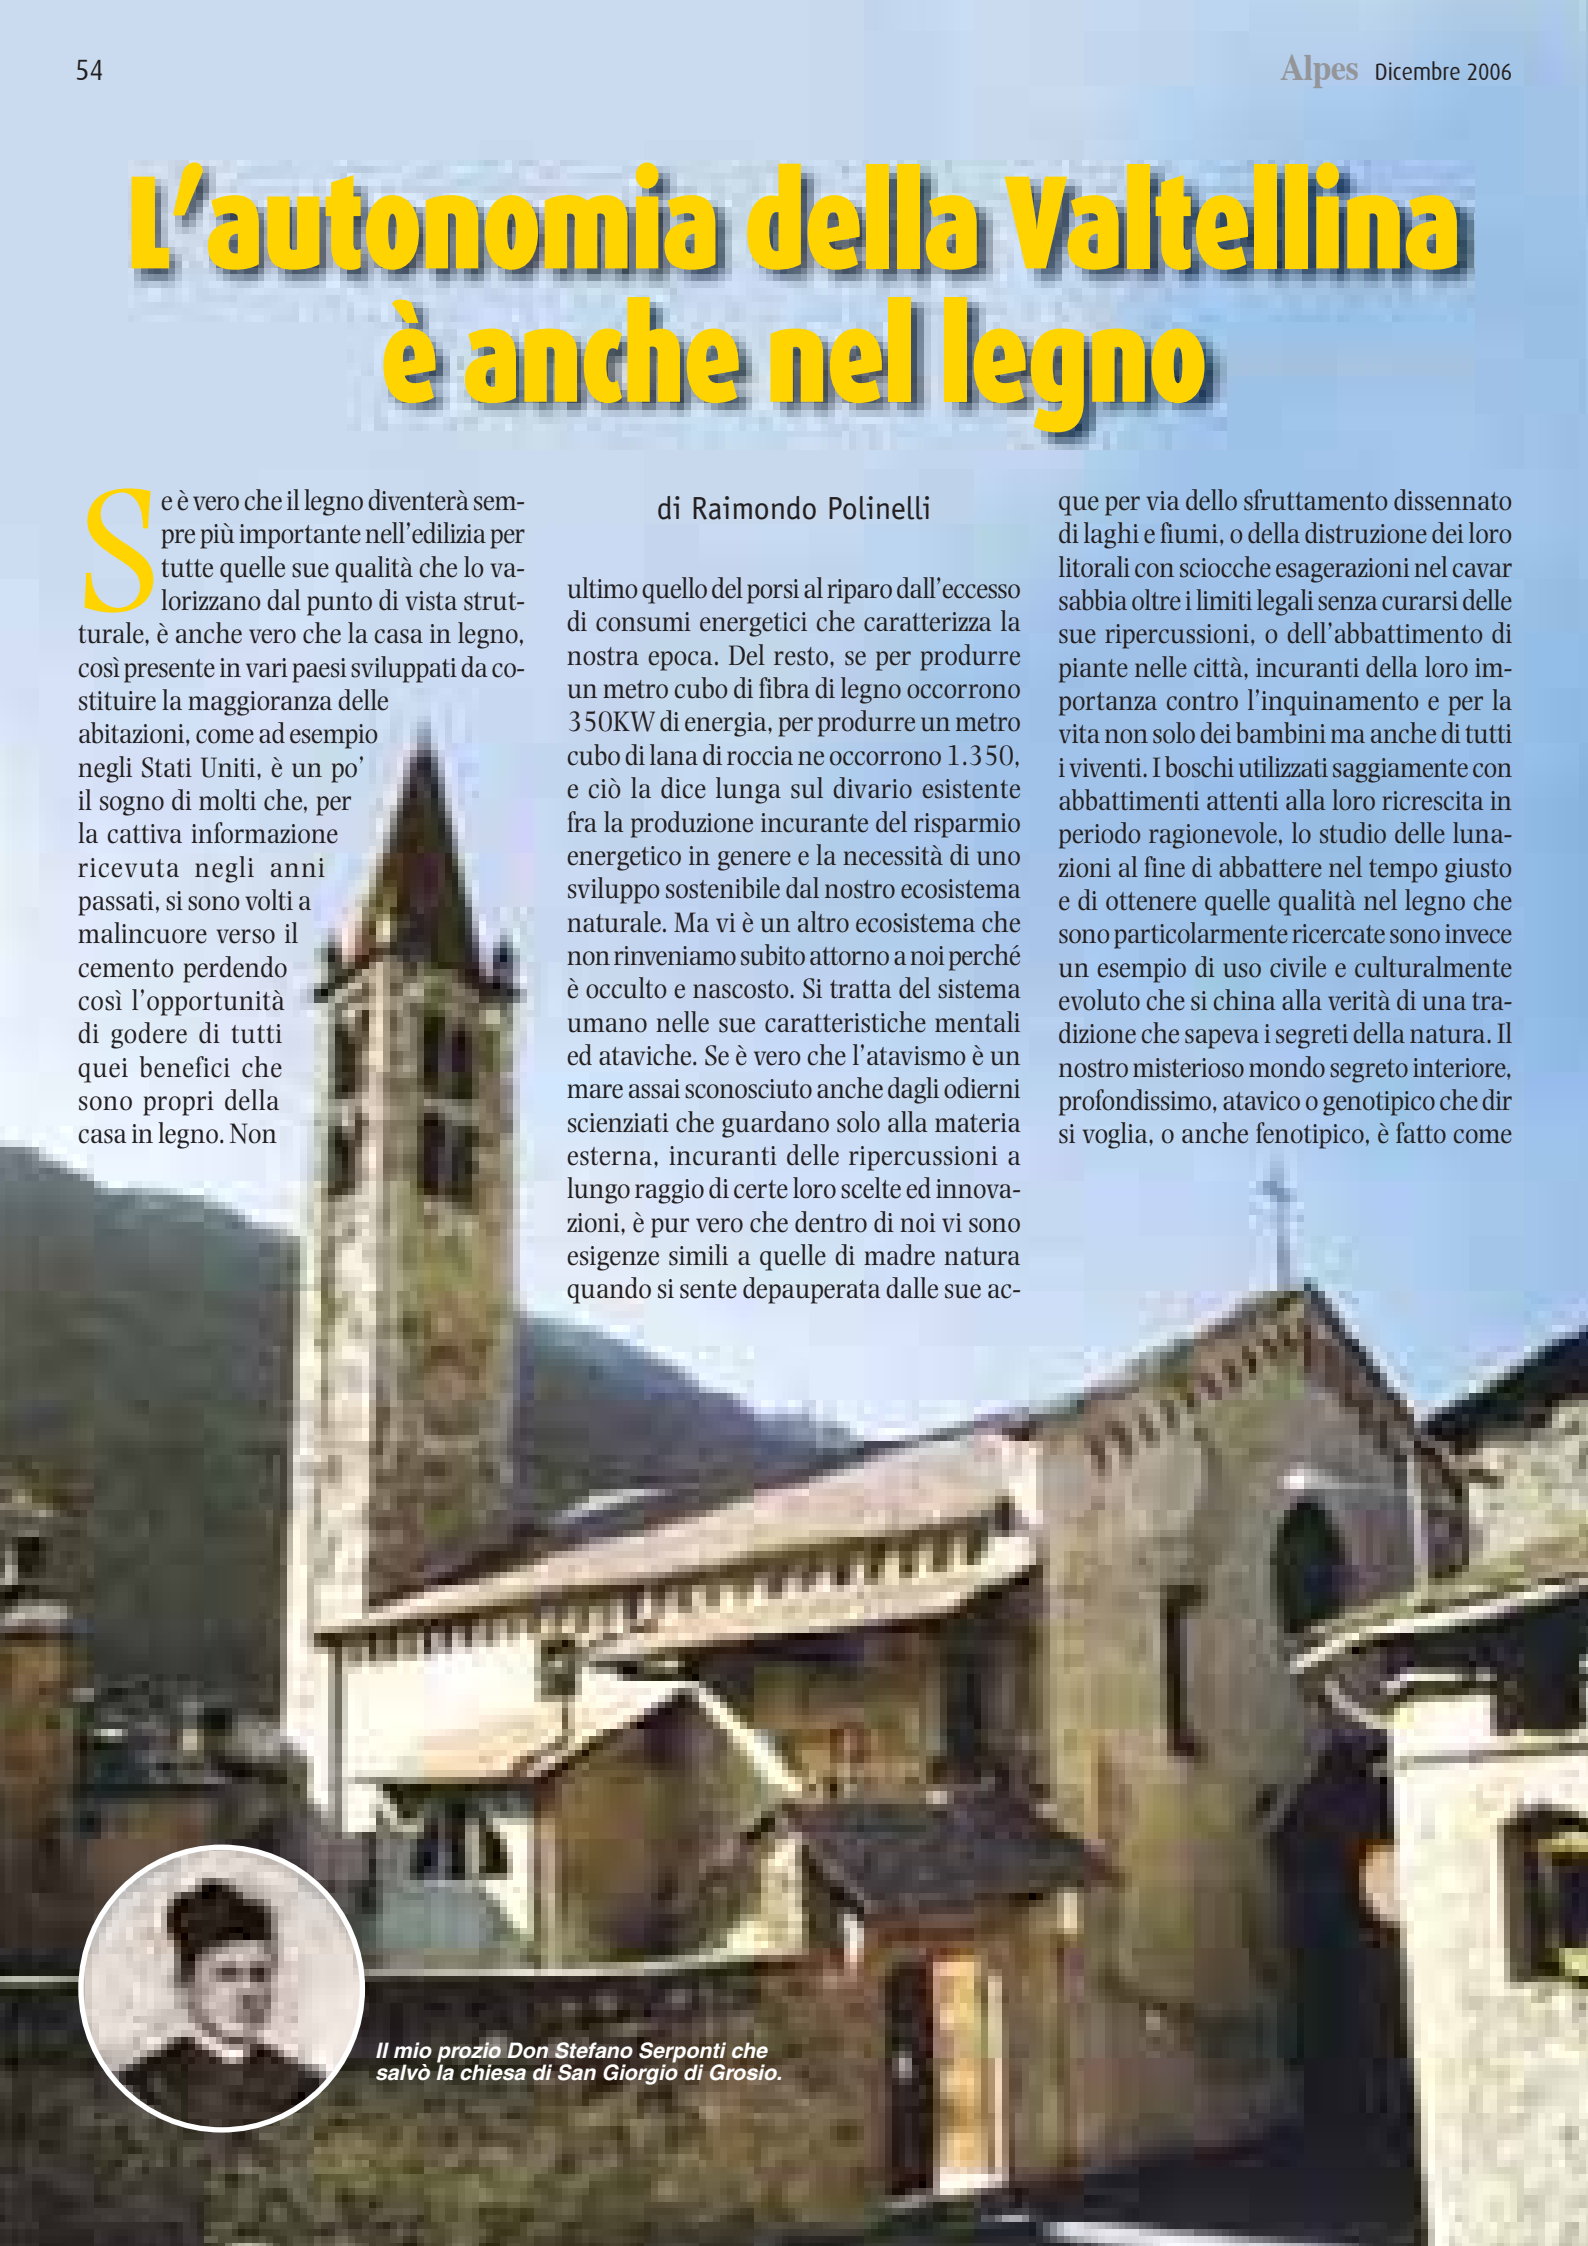 54
Alpes Dicembre 2006
L'autonomia della Valtellina
è anche nel legno
Se è vero che il legno diventerà sem-
pre più importante nell'edilizia per
tutte quelle sue qualità che lo va-
lorizzano dal punto di vista strut-
turale, è anche vero che la casa in legno,
così presente in vari paesi sviluppati da co-
stituire la maggioranza delle
abitazioni, come ad esempio
negli Stati Uniti, è un po'
il sogno di molti che, per
la cattiva informazione
ricevuta negli anni
passati, si sono volti a
malincuore verso il
cemento perdendo
così l'opportunità
di godere di tutti
quei benefici che
sono propri della
casa in legno. Non
di Raimondo Polinelli
ultimo quello del porsi al riparo dall'eccesso
di consumi energetici che caratterizza la
nostra epoca. Del resto, se per produrre
un metro cubo di fibra di legno occorrono
350KW di energia, per produrre un metro
cubo di lana di roccia ne occorrono 1.350,
e ciò la dice lunga sul divario esistente
fra la produzione incurante del risparmio
energetico in genere e la necessità di uno
sviluppo sostenibile dal nostro ecosistema
naturale. Ma vi è un altro ecosistema che
non rinveniamo subito attorno a noi perché
è occulto e nascosto. Si tratta del sistema
umano nelle sue caratteristiche mentali
ed ataviche. Se è vero che l'atavismo è un
mare assai sconosciuto anche dagli odierni
scienziati che guardano solo alla materia
esterna, incuranti delle ripercussioni a
lungo raggio di certe loro scelte ed innova-
zioni, è pur vero che dentro di noi vi sono
esigenze simili a quelle di madre natura
quando si sente depauperata dalle sue ac-
que per via dello sfruttamento dissennato
di laghi e fiumi, o della distruzione dei loro
litorali con sciocche esagerazioni nel cavar
sabbia oltre i limiti legali senza curarsi delle
sue ripercussioni, o dell'abbattimento di
piante nelle città, incuranti della loro im-
portanza contro l'inquinamento e per la
vita non solo dei bambini ma anche di tutti
i viventi. I boschi utilizzati saggiamente con
abbattimenti attenti alla loro ricrescita in
periodo ragionevole, lo studio delle luna-
zioni al fine di abbattere nel tempo giusto
e di ottenere quelle qualità nel legno che
sono particolarmente ricercate sono invece
un esempio di uso civile e culturalmente
evoluto che si china alla verità di una tra-
dizione che sapeva i segreti della natura. Il
nostro misterioso mondo segreto interiore,
profondissimo, atavico o genotipico che dir
si voglia, o anche fenotipico, è fatto come
Il mio prozio Don Stefano Serponti che
salvò la chiesa di San Giorgio di Grosio.